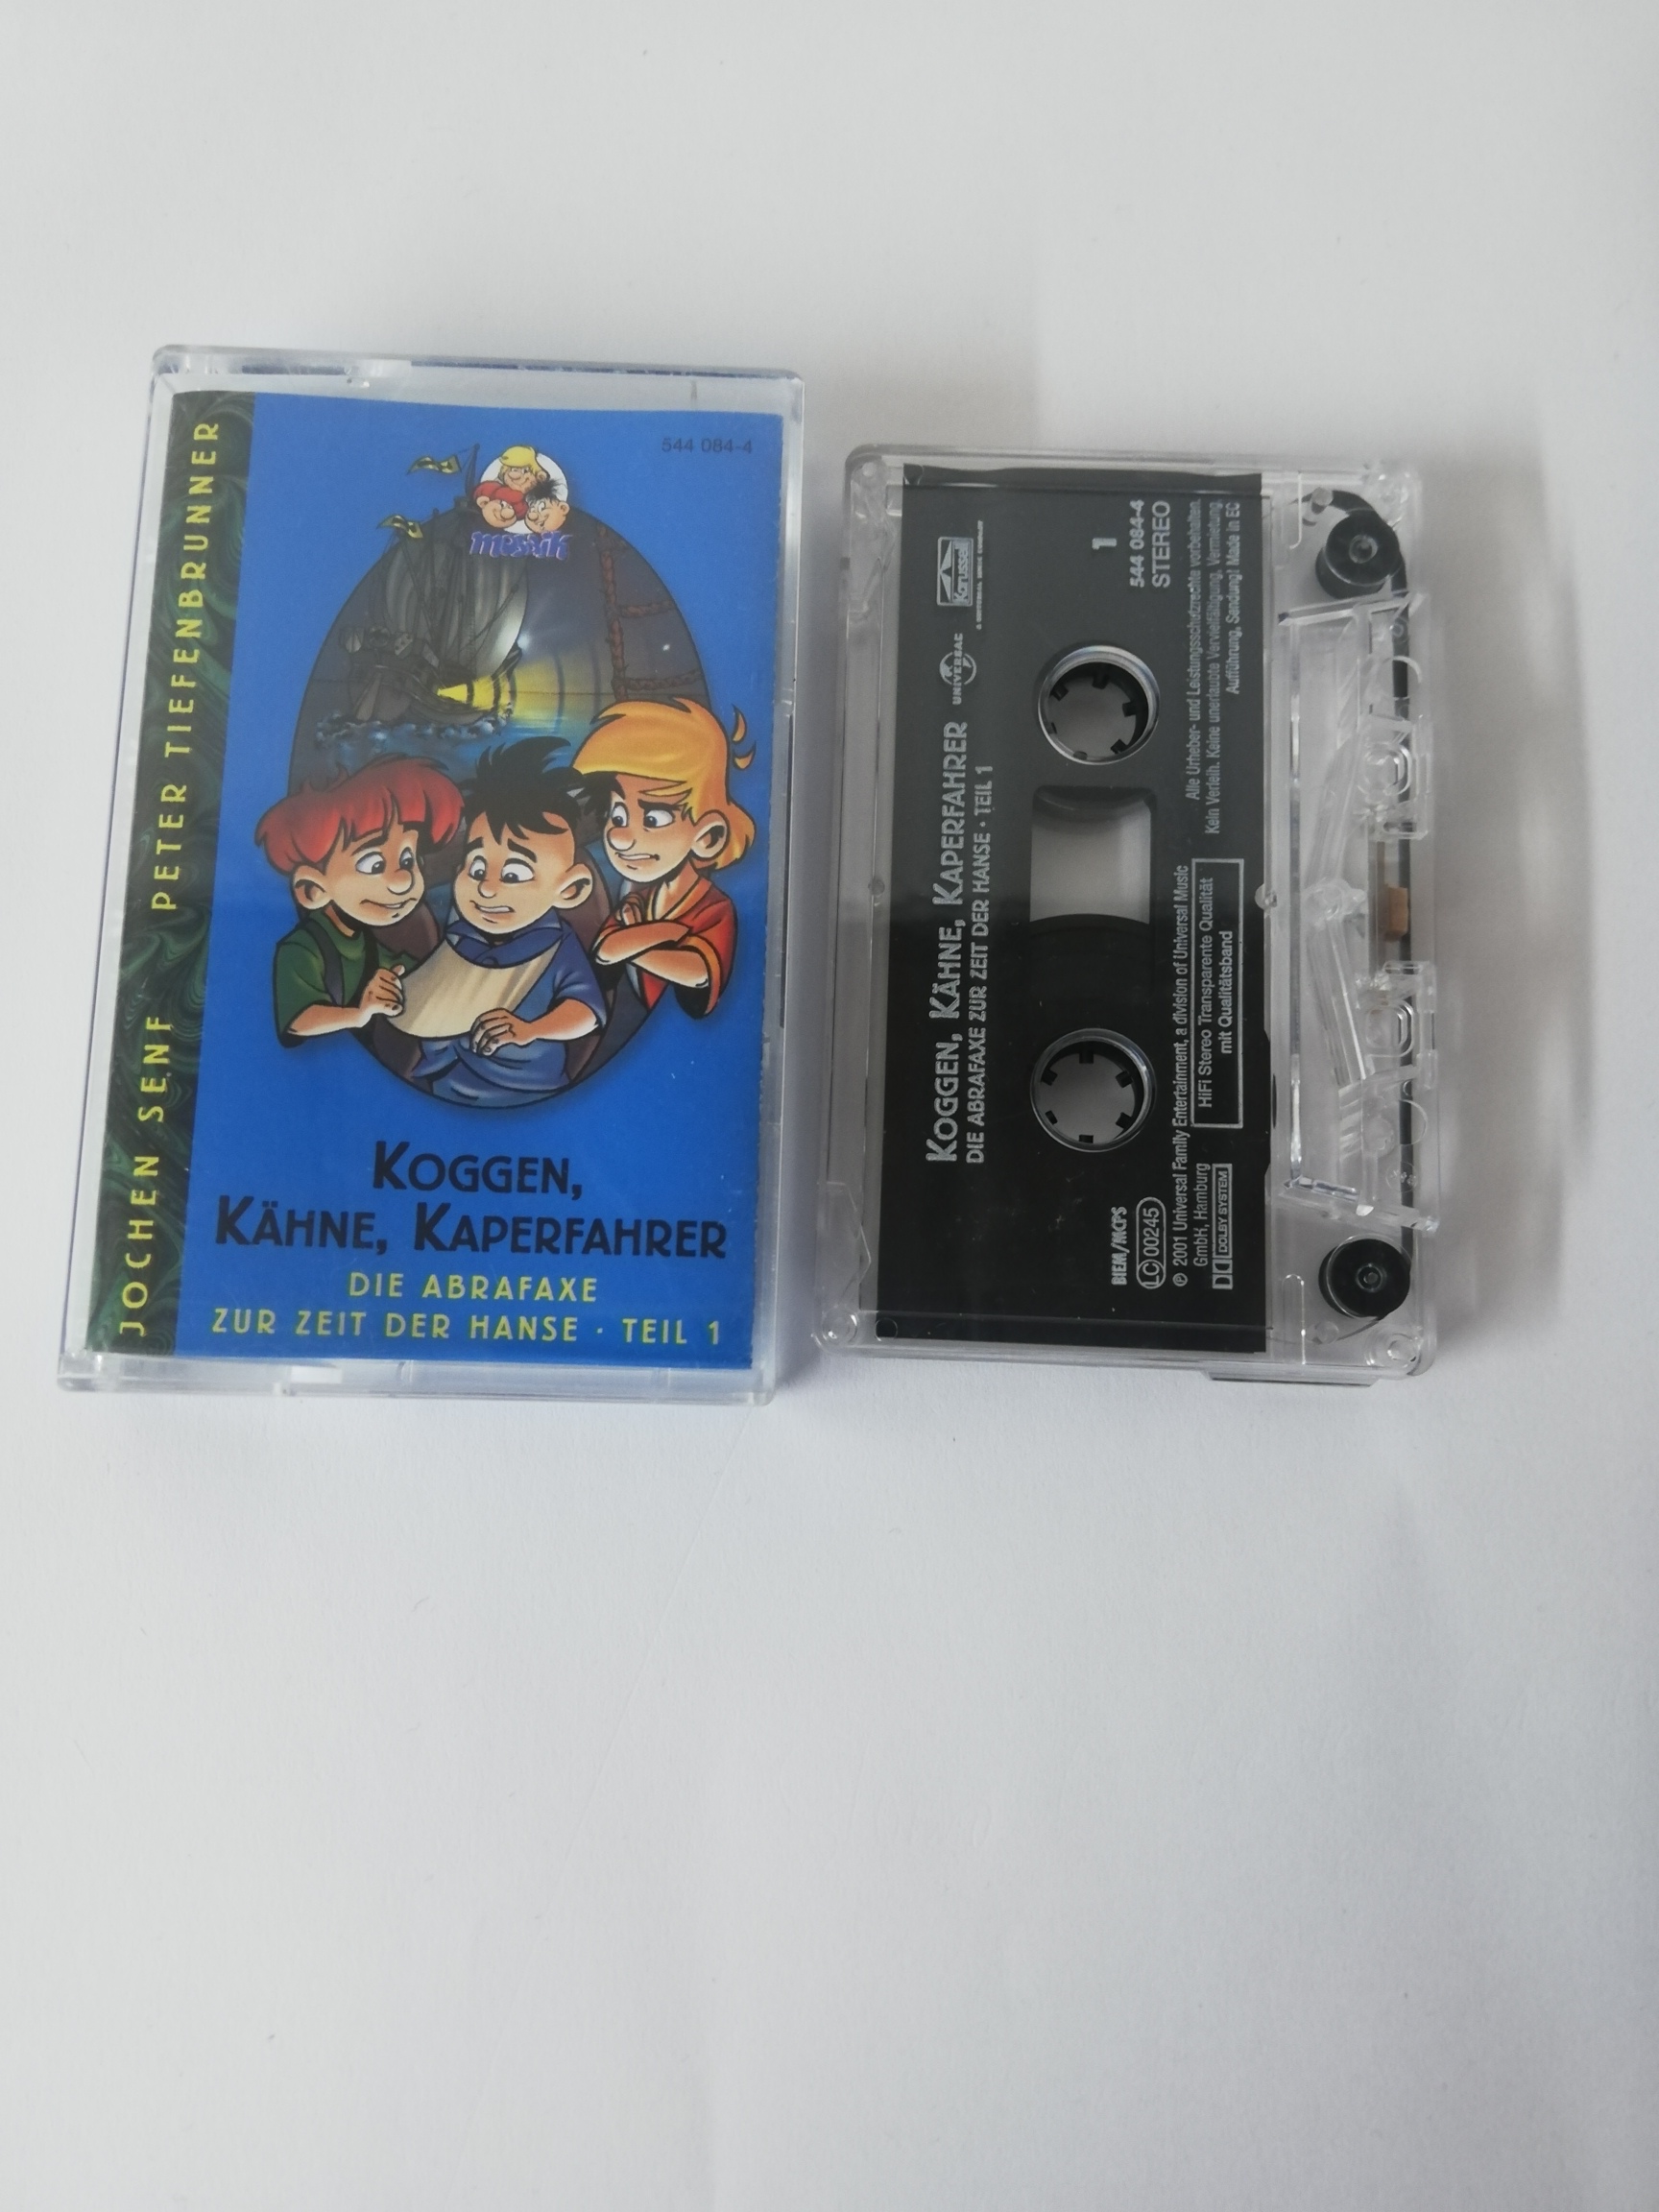 JOCHEN SENF PETER TIEFENBRUNNER
544 084-4
mosaik
KOGGEN,
KÄHNE, KAPERFAHRER
DIE ABRAFAXE
ZUR ZEIT DER HANSE · TEIL 1
KOGGEN, KÄHNE, KAPERFAHRER
DIE ABRAFAXE ZUR ZEIT DER HANSE · TEIL 1
UNIVERSAL
Karussell
A UNIVERSAL MUSIC COMPANY
1
544 084-4
STEREO
BIEM/MCPS
LC 00245
℗ 2001 Universal Family Entertainment, a division of Universal Music
GmbH, Hamburg
DOLBY SYSTEM
HiFi Stereo Transparente Qualität
mit Qualitätsband
Alle Urheber- und Leistungsschutzrechte vorbehalten.
Kein Verleih. Keine unerlaubte Vervielfältigung, Vermietung,
Aufführung, Sendung! Made in EC